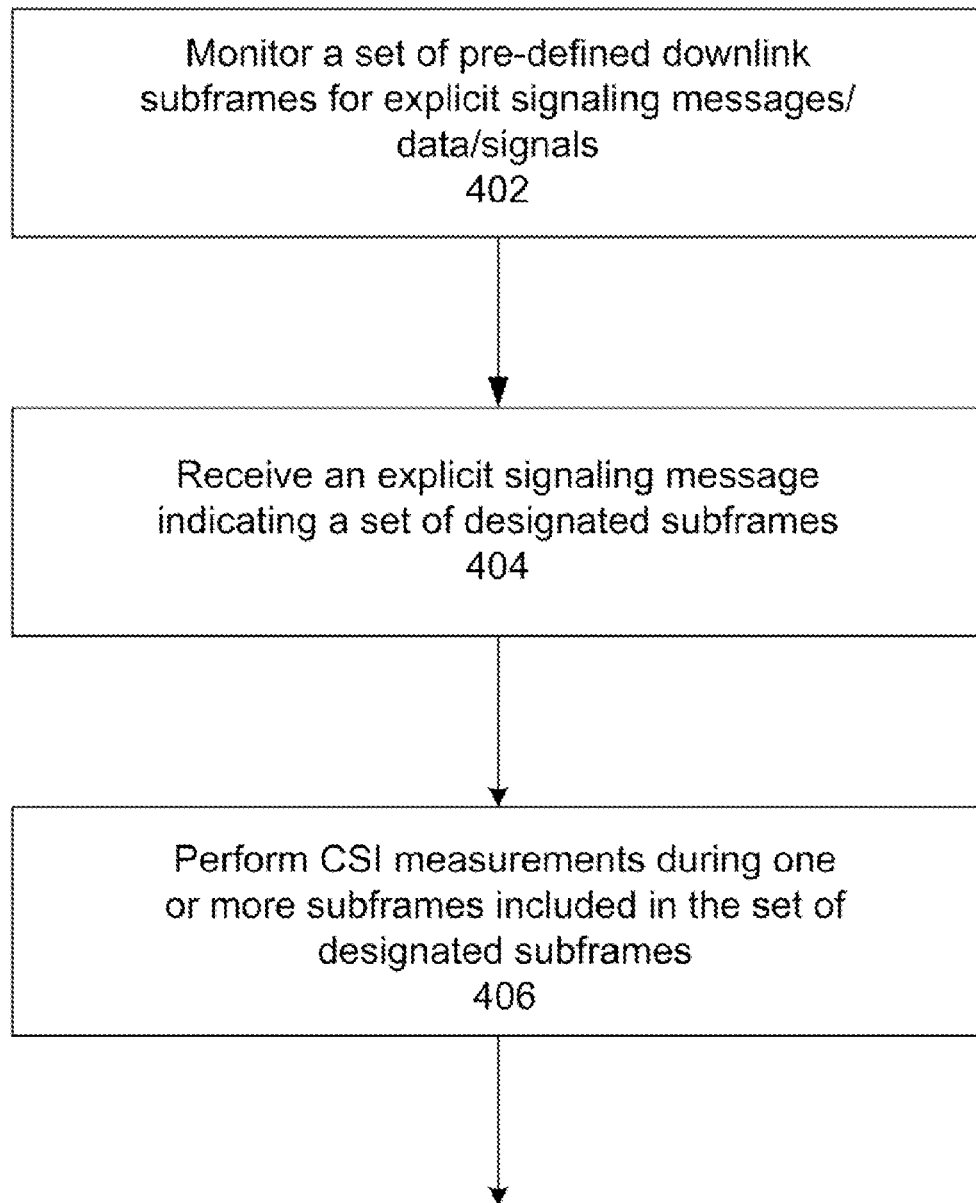 Monitor a set of pre-defined downlink
subframes for explicit signaling messages/
data/signals
402
Receive an explicit signaling message
indicating a set of designated subframes
404
Perform CSI measurements during one
or more subframes included in the set of
designated subframes
406